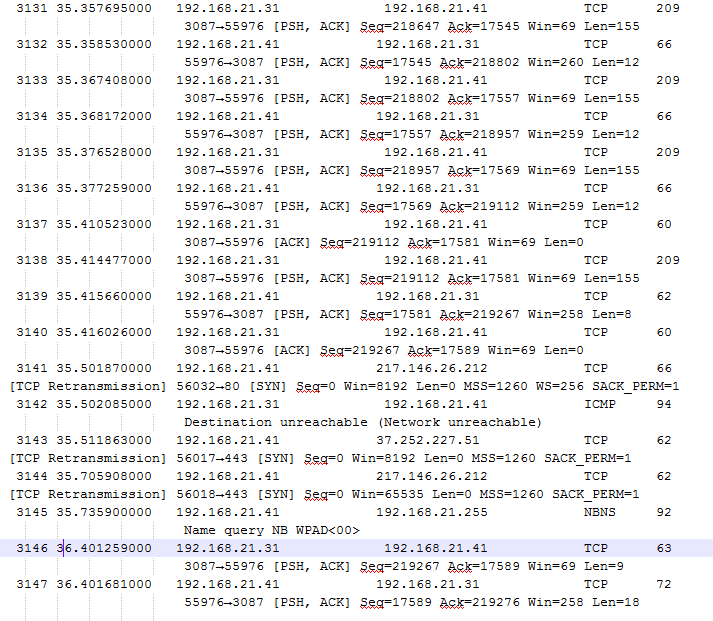 3131 35.357695000 192.168.21.31 192.168.21.41 TCP 209
3087→55976 [PSH, ACK] Seq=218647 Ack=17545 Win=69 Len=155
3132 35.358530000 192.168.21.41 192.168.21.31 TCP 66
55976→3087 [PSH, ACK] Seq=17545 Ack=218802 Win=260 Len=12
3133 35.367408000 192.168.21.31 192.168.21.41 TCP 209
3087→55976 [PSH, ACK] Seq=218802 Ack=17557 Win=69 Len=155
3134 35.368172000 192.168.21.41 192.168.21.31 TCP 66
55976→3087 [PSH, ACK] Seq=17557 Ack=218957 Win=259 Len=12
3135 35.376528000 192.168.21.31 192.168.21.41 TCP 209
3087→55976 [PSH, ACK] Seq=218957 Ack=17569 Win=69 Len=155
3136 35.377259000 192.168.21.41 192.168.21.31 TCP 66
55976→3087 [PSH, ACK] Seq=17569 Ack=219112 Win=259 Len=12
3137 35.410523000 192.168.21.31 192.168.21.41 TCP 60
3087→55976 [ACK] Seq=219112 Ack=17581 Win=69 Len=0
3138 35.414477000 192.168.21.31 192.168.21.41 TCP 209
3087→55976 [PSH, ACK] Seq=219112 Ack=17581 Win=69 Len=155
3139 35.415660000 192.168.21.41 192.168.21.31 TCP 62
55976→3087 [PSH, ACK] Seq=17581 Ack=219267 Win=258 Len=8
3140 35.416026000 192.168.21.31 192.168.21.41 TCP 60
3087→55976 [ACK] Seq=219267 Ack=17589 Win=69 Len=0
3141 35.501870000 192.168.21.41 217.146.26.212 TCP 66
[TCP Retransmission] 56032→80 [SYN] Seq=0 Win=8192 Len=0 MSS=1260 WS=256 SACK_PERM=1
3142 35.502085000 192.168.21.31 192.168.21.41 ICMP 94
Destination unreachable (Network unreachable)
3143 35.511863000 192.168.21.41 37.252.227.51 TCP 62
[TCP Retransmission] 56017→443 [SYN] Seq=0 Win=8192 Len=0 MSS=1260 SACK_PERM=1
3144 35.705908000 192.168.21.41 217.146.26.212 TCP 62
[TCP Retransmission] 56018→443 [SYN] Seq=0 Win=65535 Len=0 MSS=1260 SACK_PERM=1
3145 35.735900000 192.168.21.41 192.168.21.255 NBNS 92
Name query NB WPAD<00>
3146 36.401259000 192.168.21.31 192.168.21.41 TCP 63
3087→55976 [PSH, ACK] Seq=219267 Ack=17589 Win=69 Len=9
3147 36.401681000 192.168.21.41 192.168.21.31 TCP 72
55976→3087 [PSH, ACK] Seq=17589 Ack=219276 Win=258 Len=18